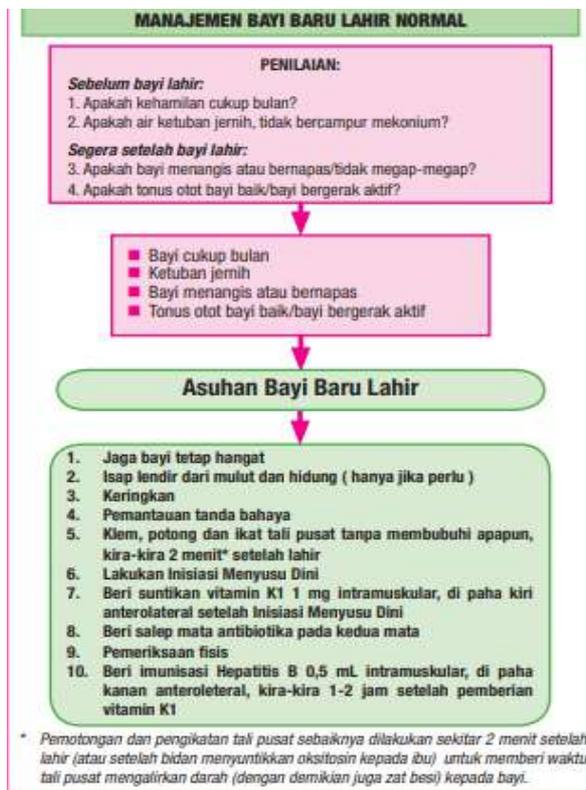 MANAJEMEN BAYI BARU LAHIR NORMAL
PENILAIAN:
Sebelum bayi lahir:
1. Apakah kehamilan cukup bulan?
2. Apakah air ketuban jernih, tidak bercampur mekonium?
Segera setelah bayi lahir:
3. Apakah bayi menangis atau bernapas/tidak megap-megap?
4. Apakah tonus otot bayi baik/bayi bergerak aktif?
Bayi cukup bulan
Ketuban jernih
Bayi menangis atau bernapas
Tonus otot bayi baik/bayi bergerak aktif
Asuhan Bayi Baru Lahir
1. Jaga bayi tetap hangat
2. Isap lendir dari mulut dan hidung ( hanya jika perlu )
3. Keringkan
4. Pemantauan tanda bahaya
5. Klem, potong dan ikat tali pusat tanpa membubuhi apapun,
kira-kira 2 menit* setelah lahir
6. Lakukan Inisiasi Menyusu Dini
7. Beri suntikan vitamin K1 1 mg intramuskular, di paha kiri
anterolateral setelah Inisiasi Menyusu Dini
8. Beri salep mata antibiotika pada kedua mata
9. Pemeriksaan fisis
10. Beri imunisasi Hepatitis B 0,5 mL intramuskular, di paha
kanan anteroleteral, kira-kira 1-2 jam setelah pemberian
vitamin K1
* Pemotongan dan pengikatan tali pusat sebaiknya dilakukan sekitar 2 menit setelah
lahir (atau setelah bidan menyuntikkan oksitosin kepada ibu) untuk memberi waktu
tali pusat mengalirkan darah (dengan demikian juga zat besi) kepada bayi.